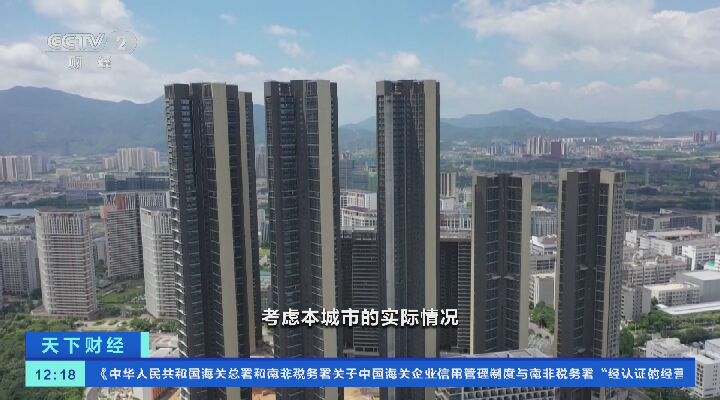 CCTV 2
财经
考虑本城市的实际情况
天下财经
12:18
《中华人民共和国海关总署和南非税务署关于中国海关企业信用管理制度与南非税务署“经认证的经营